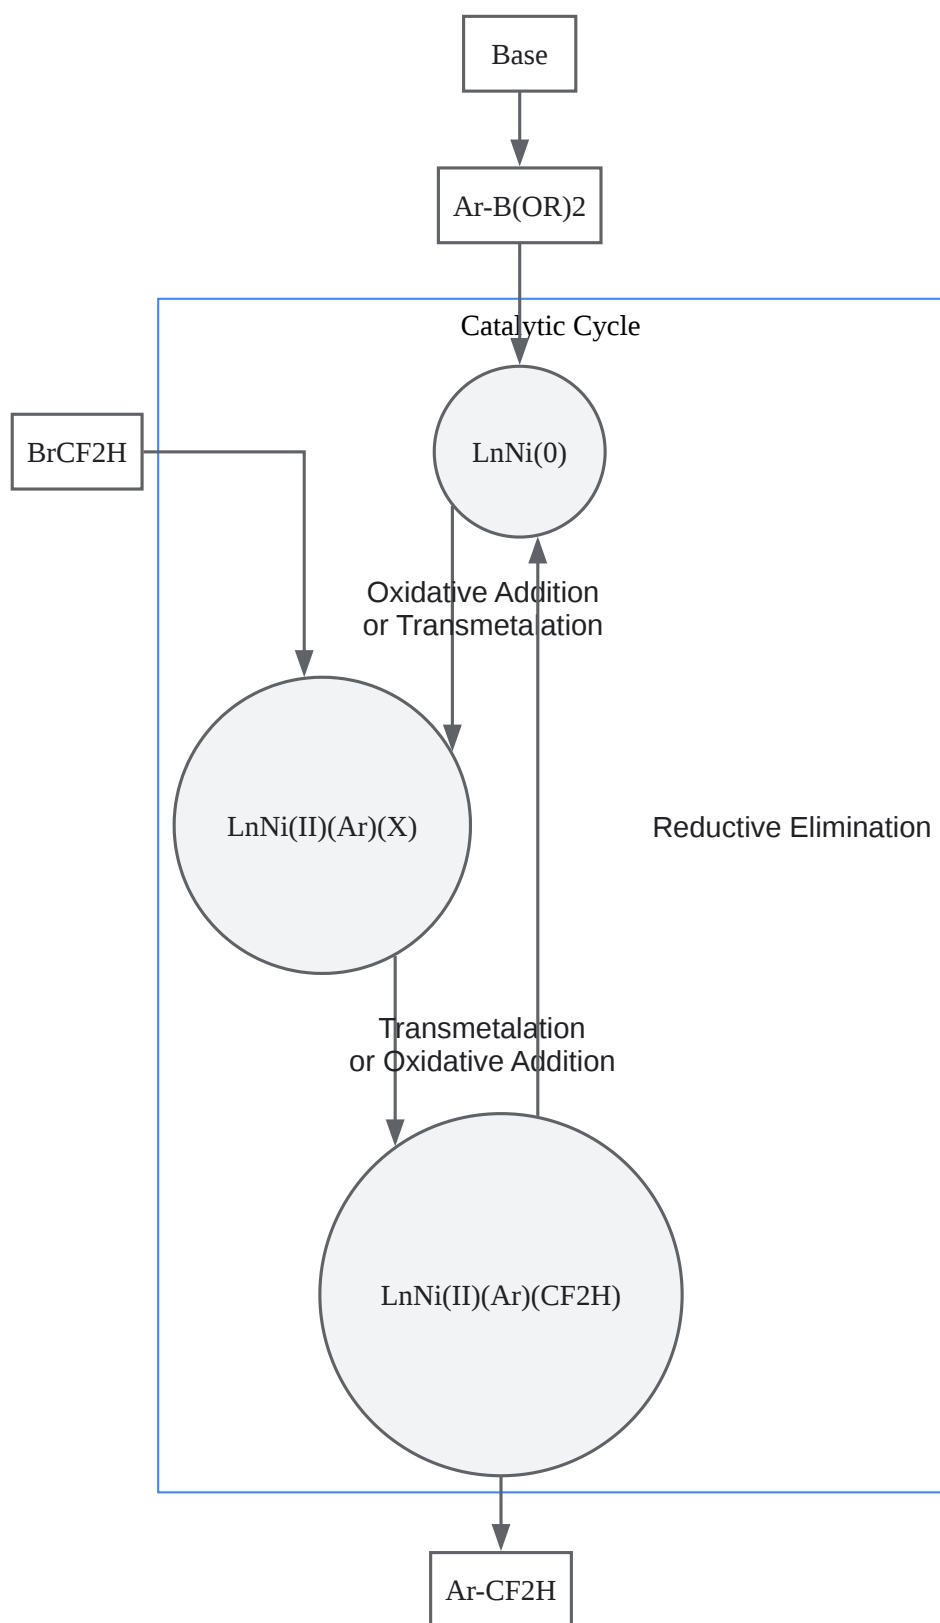 Base
Ar-B(OR)2
Catalytic Cycle
BrCF2H
LnNi(0)
Oxidative Addition
or Transmetalation
LnNi(II)(Ar)(X)
Reductive Elimination
Transmetalation
or Oxidative Addition
LnNi(II)(Ar)(CF2H)
Ar-CF2H